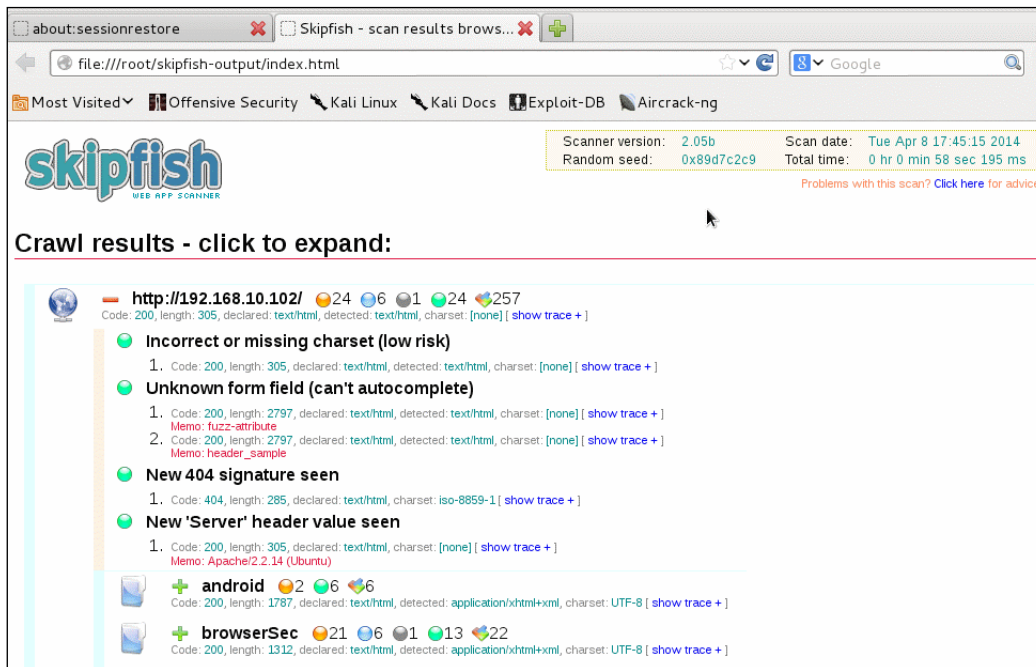 about:sessionrestore
Skipfish - scan results brows...
file:///root/skipfish-output/index.html
Google
Most Visited Offensive Security Kali Linux Kali Docs Exploit-DB Aircrack-ng
skipfish
WEB APP SCANNER
Scanner version: 2.05b Scan date: Tue Apr 8 17:45:15 2014
Random seed: 0x89d7c2c9 Total time: 0 hr 0 min 58 sec 195 ms
Problems with this scan? Click here for advice
Crawl results - click to expand:
http://192.168.10.102/ 24 6 1 24 257
Code: 200, length: 305, declared: text/html, detected: text/html, charset: [none] [ show trace + ]
Incorrect or missing charset (low risk)
1. Code: 200, length: 305, declared: text/html, detected: text/html, charset: [none] [ show trace + ]
Unknown form field (can't autocomplete)
1. Code: 200, length: 2797, declared: text/html, detected: text/html, charset: [none] [ show trace + ]
Memo: fuzz-attribute
2. Code: 200, length: 2797, declared: text/html, detected: text/html, charset: [none] [ show trace + ]
Memo: header_sample
New 404 signature seen
1. Code: 404, length: 285, declared: text/html, charset: iso-8859-1 [ show trace + ]
New 'Server' header value seen
1. Code: 200, length: 305, declared: text/html, charset: [none] [ show trace + ]
Memo: Apache/2.2.14 (Ubuntu)
android 2 6 6
Code: 200, length: 1787, declared: text/html, detected: application/xhtml+xml, charset: UTF-8 [ show trace + ]
browserSec 21 6 1 13 22
Code: 200, length: 1312, declared: text/html, detected: application/xhtml+xml, charset: UTF-8 [ show trace + ]